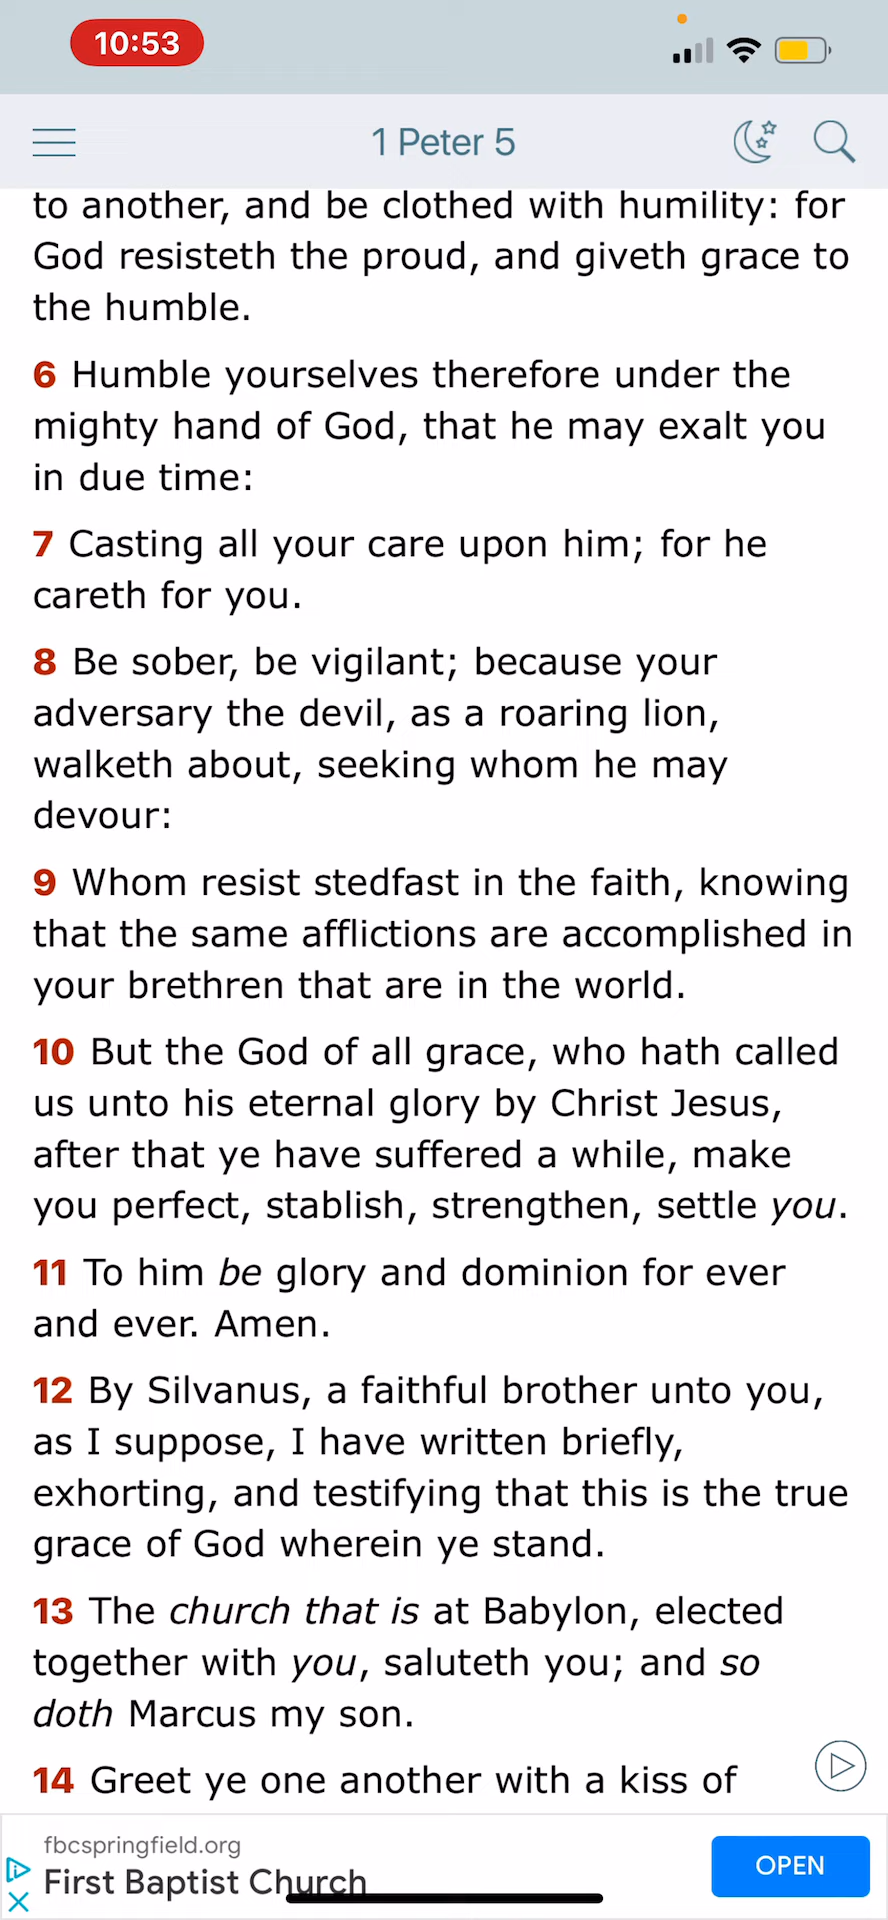 10:53
1 Peter 5
to another, and be clothed with humility: for
God resisteth the proud, and giveth grace to
the humble.
6 Humble yourselves therefore under the
mighty hand of God, that he may exalt you
in due time:
7 Casting all your care upon him; for he
careth for you.
8 Be sober, be vigilant; because your
adversary the devil, as a roaring lion,
walketh about, seeking whom he may
devour:
9 Whom resist stedfast in the faith, knowing
that the same afflictions are accomplished in
your brethren that are in the world.
10 But the God of all grace, who hath called
us unto his eternal glory by Christ Jesus,
after that ye have suffered a while, make
you perfect, stablish, strengthen, settle you.
11 To him be glory and dominion for ever
and ever. Amen.
12 By Silvanus, a faithful brother unto you,
as I suppose, I have written briefly,
exhorting, and testifying that this is the true
grace of God wherein ye stand.
13 The church that is at Babylon, elected
together with you, saluteth you; and so
doth Marcus my son.
14 Greet ye one another with a kiss of
fbcspringfield.org
First Baptist Church
OPEN